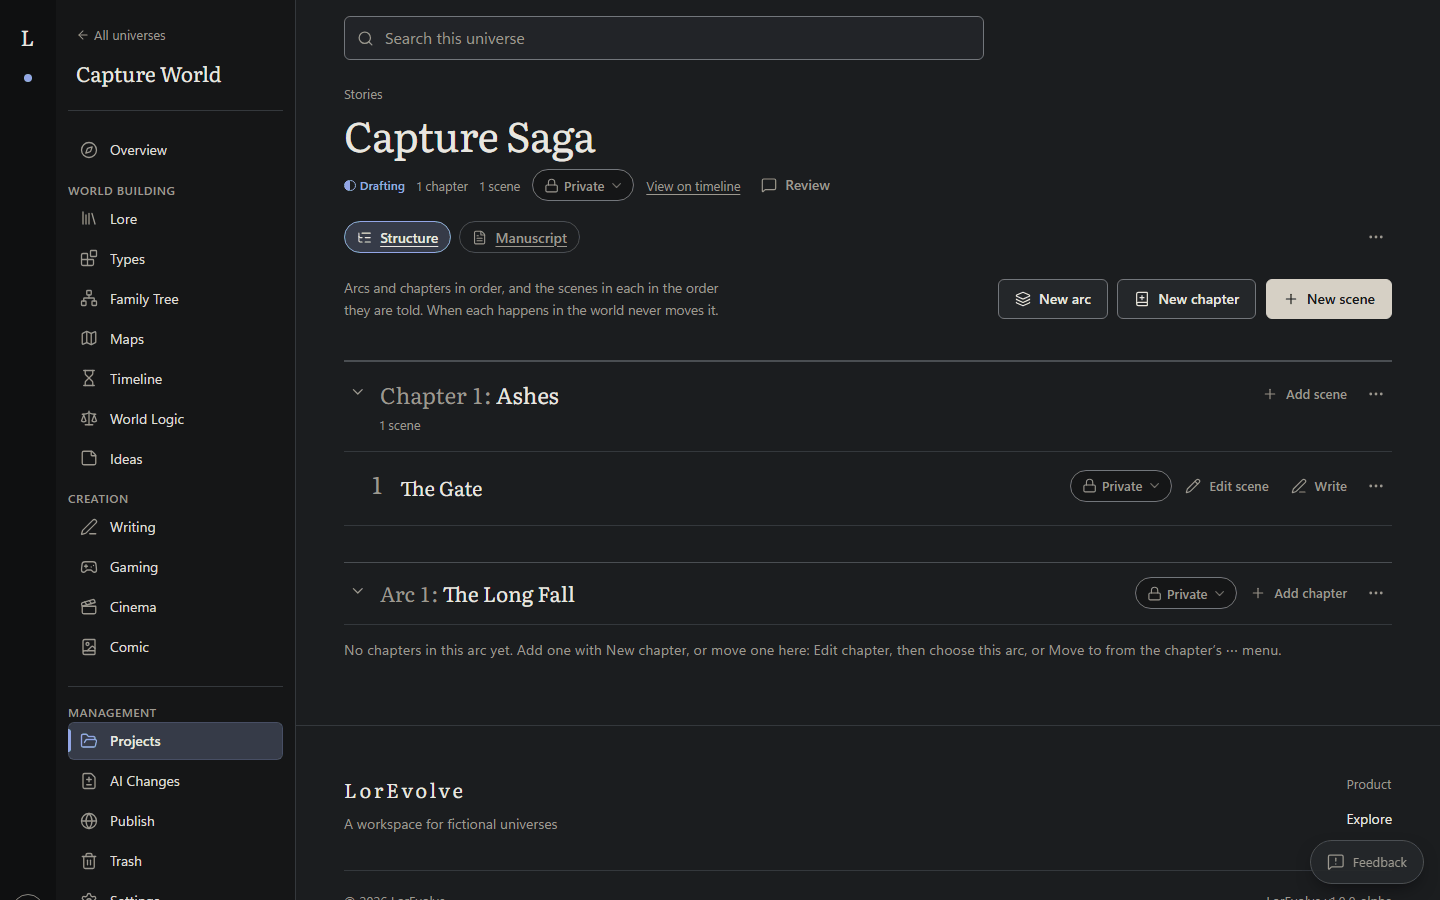 L
All universes
Capture World
Overview
WORLD BUILDING
Lore
Types
Family Tree
Maps
Timeline
World Logic
Ideas
CREATION
Writing
Gaming
Cinema
Comic
MANAGEMENT
Projects
AI Changes
Publish
Trash
Settings
Search this universe
Stories
Capture Saga
Drafting 1 chapter 1 scene Private View on timeline Review
Structure Manuscript
Arcs and chapters in order, and the scenes in each in the order
they are told. When each happens in the world never moves it.
New arc New chapter New scene
Chapter 1: Ashes
Add scene
1 scene
1 The Gate
Private Edit scene Write
Arc 1: The Long Fall
Private Add chapter
No chapters in this arc yet. Add one with New chapter, or move one here: Edit chapter, then choose this arc, or Move to from the chapter's ··· menu.
LorEvolve
A workspace for fictional universes
Product
Explore
Feedback
© 2026 LorEvolve